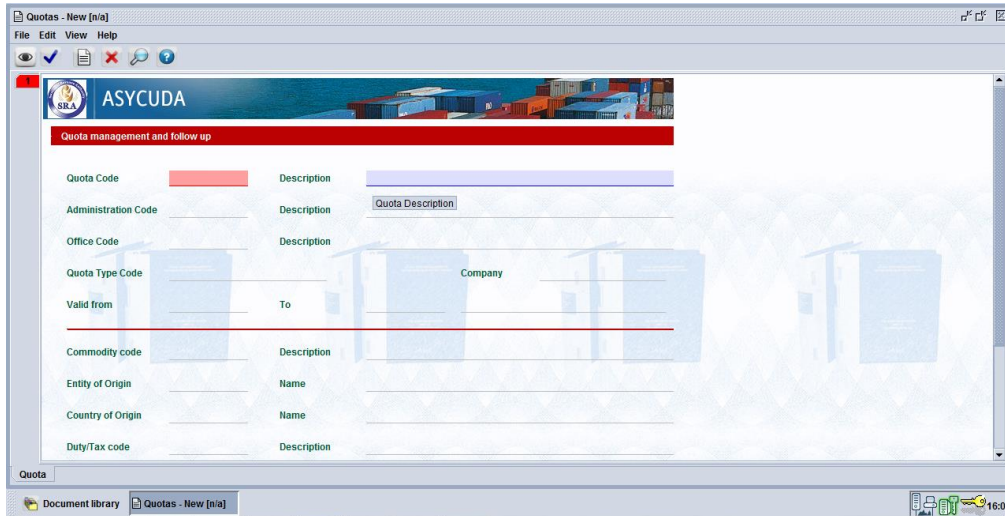 Quotas - New [n/a]
File Edit View Help
1
SRA ASYCUDA
Quota management and follow up
Quota Code Description
Quota Description
Administration Code Description
Office Code Description
Quota Type Code Company
Valid from To
Commodity code Description
Entity of Origin Name
Country of Origin Name
Duty/Tax code Description
Quota
Document library Quotas - New [n/a] 16:0